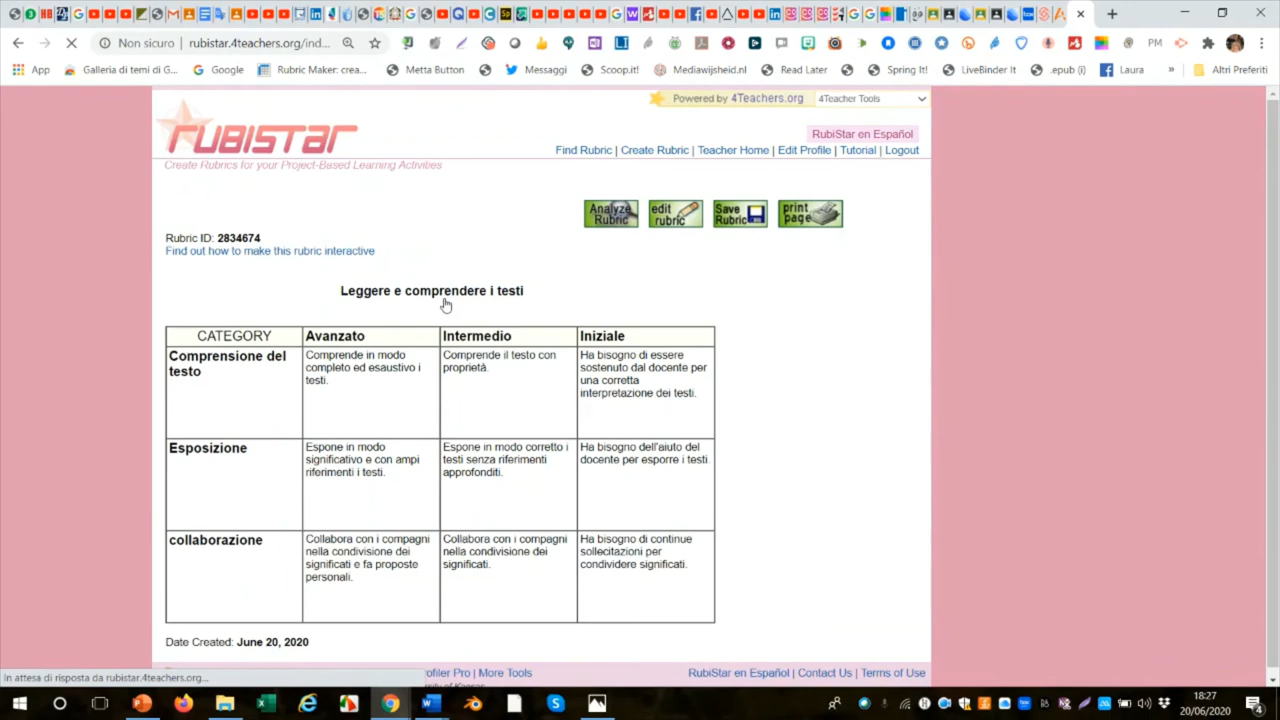 Non sicuro
rubistar.4teachers.org/ind...
PM
App
Galleria di temi di G...
Google
Rubric Maker: crea...
Metta Button
Messaggi
Scoop.it!
Mediawijsheid.nl
Read Later
Spring It!
LiveBinder It
.epub (i)
Laura
»
Altri Preferiti
Powered by 4Teachers.org
4Teacher Tools
RUBISTAR
Create Rubrics for your Project-Based Learning Activities
RubiStar en Español
Find Rubric | Create Rubric | Teacher Home | Edit Profile | Tutorial | Logout
Analyze Rubric
edit rubric
Save Rubric
print page
Rubric ID: 2834674
Find out how to make this rubric interactive
Leggere e comprendere i testi
CATEGORY
Avanzato
Intermedio
Iniziale
Comprensione del
testo
Comprende in modo
completo ed esaustivo i
testi.
Comprende il testo con
proprietà.
Ha bisogno di essere
sostenuto dal docente per
una corretta
interpretazione dei testi.
Esposizione
Espone in modo
significativo e con ampi
riferimenti i testi.
Espone in modo corretto i
testi senza riferimenti
approfonditi.
Ha bisogno dell'aiuto del
docente per esporre i testi.
collaborazione
Collabora con i compagni
nella condivisione dei
significati e fa proposte
personali.
Collabora con i compagni
nella condivisione dei
significati.
Ha bisogno di continue
sollecitazioni per
condividere significati.
Date Created: June 20, 2020
ofiler Pro | More Tools
RubiStar en Español | Contact Us | Terms of Use
In attesa di risposta da rubistar.4teachers.org...
18:27
20/06/2020
4